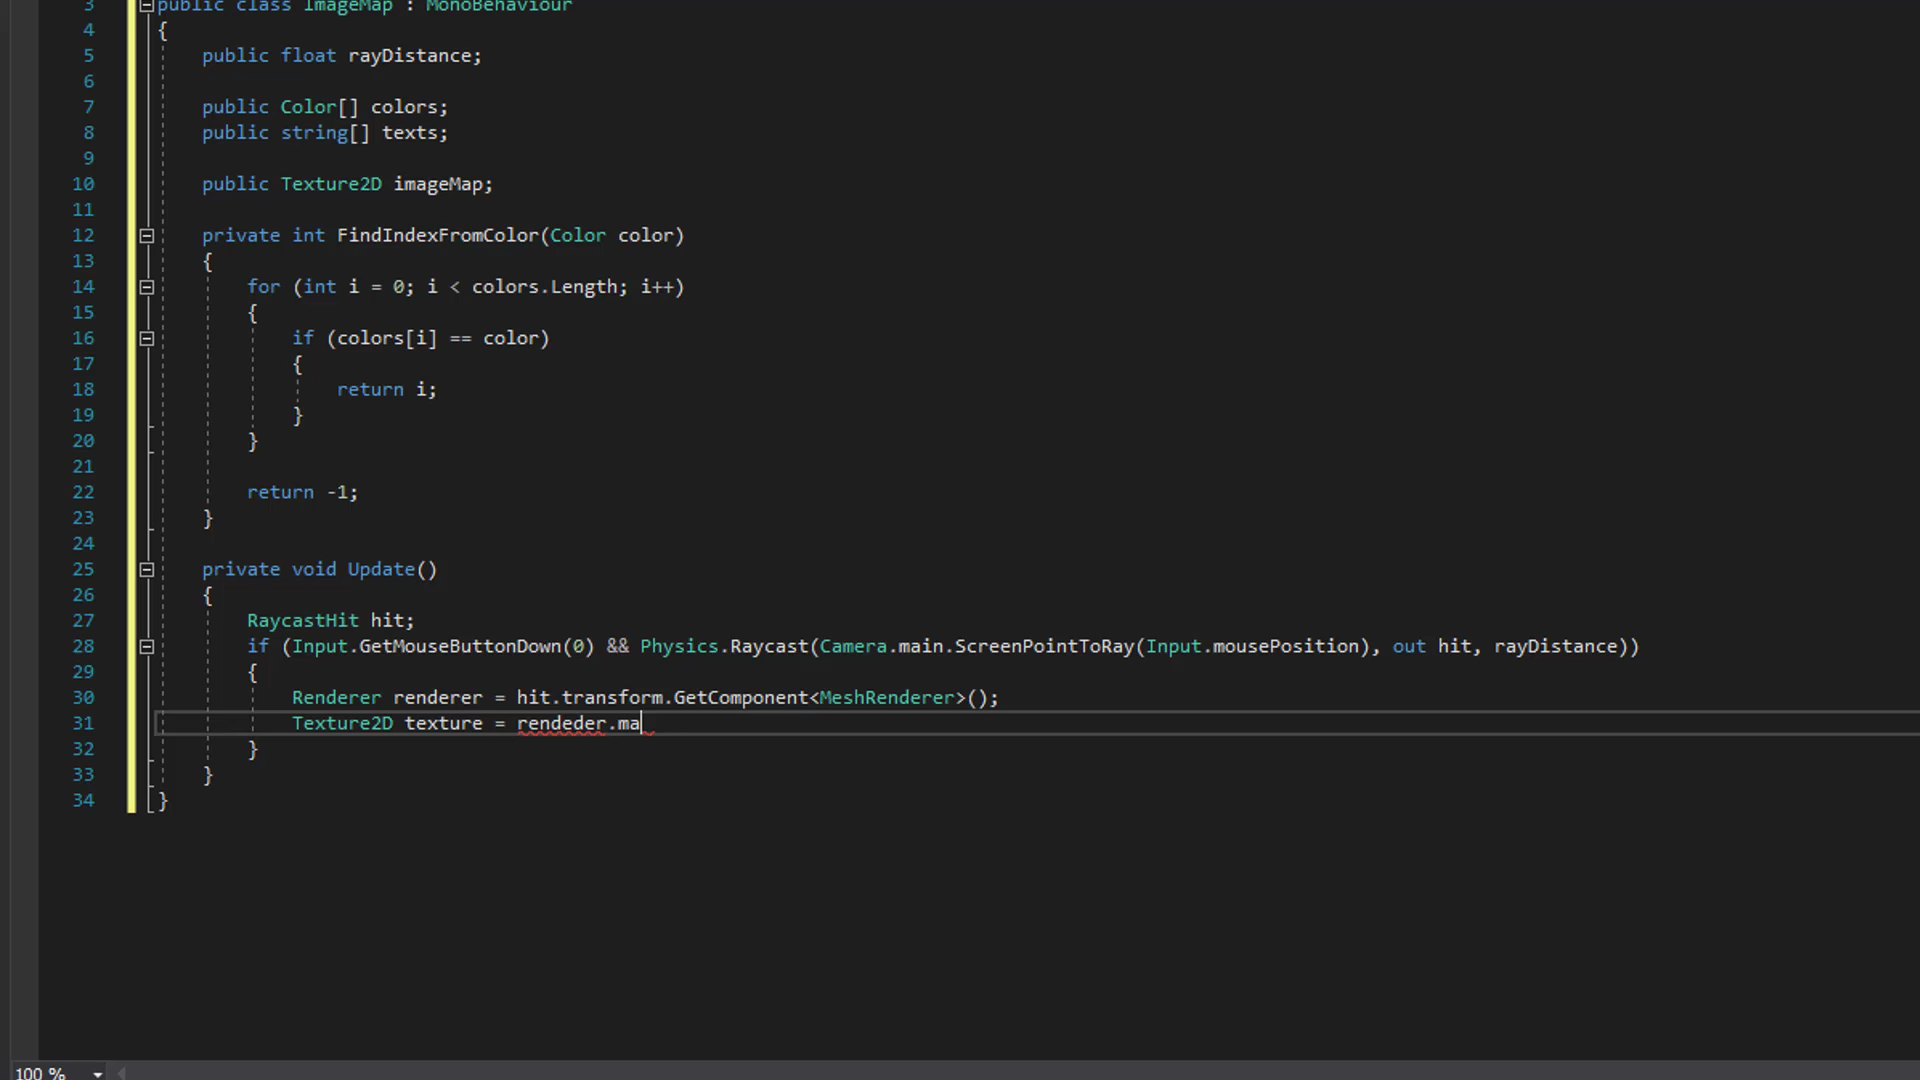 3 public class ImageMap : MonoBehaviour
4 {
5 public float rayDistance;
6
7 public Color[] colors;
8 public string[] texts;
9
10 public Texture2D imageMap;
11
12 private int FindIndexFromColor(Color color)
13 {
14 for (int i = 0; i < colors.Length; i++)
15 {
16 if (colors[i] == color)
17 {
18 return i;
19 }
20 }
21
22 return -1;
23 }
24
25 private void Update()
26 {
27 RaycastHit hit;
28 if (Input.GetMouseButtonDown(0) && Physics.Raycast(Camera.main.ScreenPointToRay(Input.mousePosition), out hit, rayDistance))
29 {
30 Renderer renderer = hit.transform.GetComponent<MeshRenderer>();
31 Texture2D texture = rendeder.ma
32 }
33 }
34 }
100 %